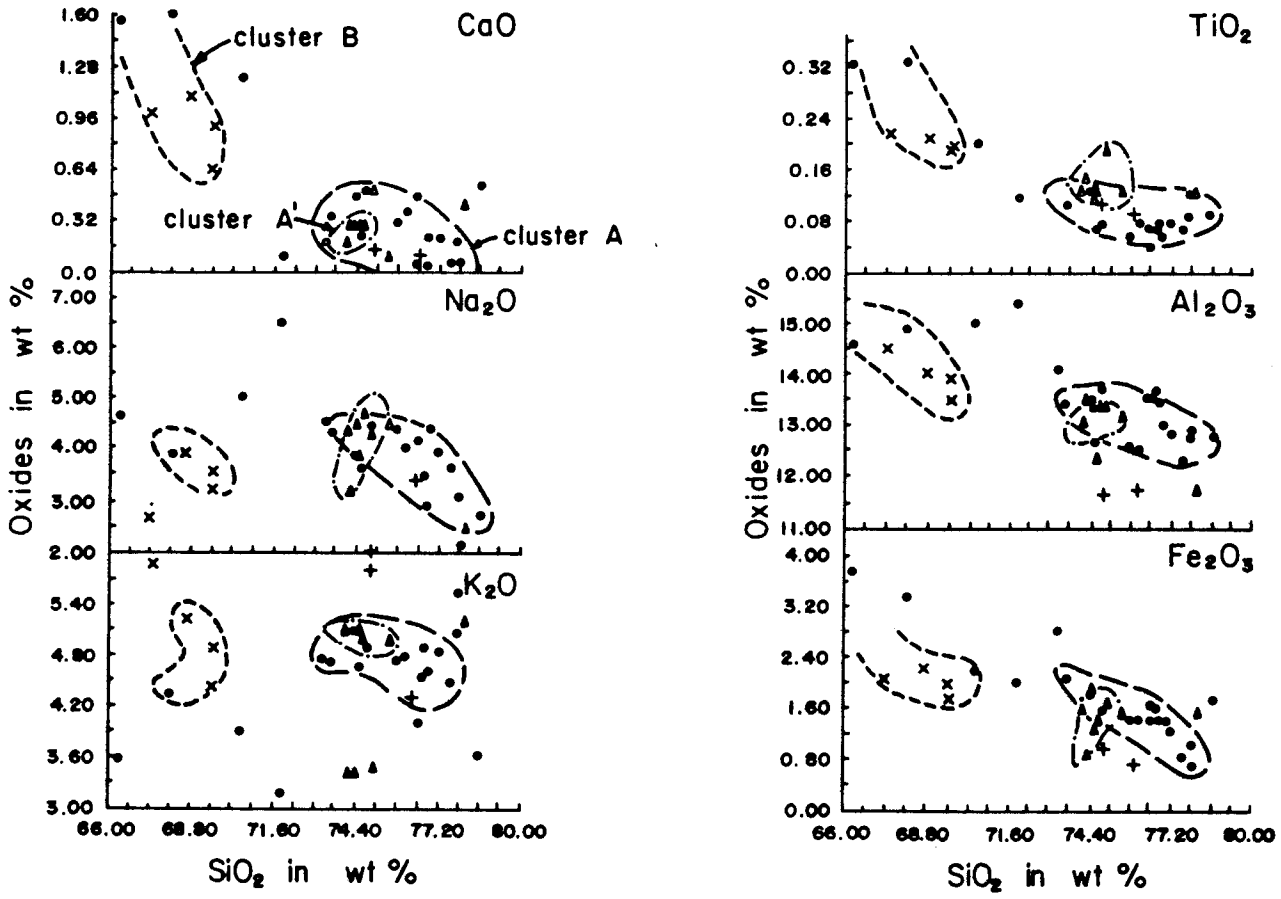 CaO
1.60
cluster B
1.28
0.96
0.64
0.32
cluster A'
cluster A
0.0
Na₂O
7.00
6.00
5.00
4.00
3.00
2.00
K₂O
5.40
4.80
4.20
3.60
3.00
66.00 68.80 71.60 74.40 77.20 80.00
SiO₂ in wt %
Oxides in wt %
TiO₂
0.32
0.24
0.16
0.08
0.00
Al₂O₃
15.00
14.00
13.00
12.00
11.00
Fe₂O₃
4.00
3.20
2.40
1.60
0.80
0.00
66.00 68.80 71.60 74.40 77.20 80.00
SiO₂ in wt %
Oxides in wt %